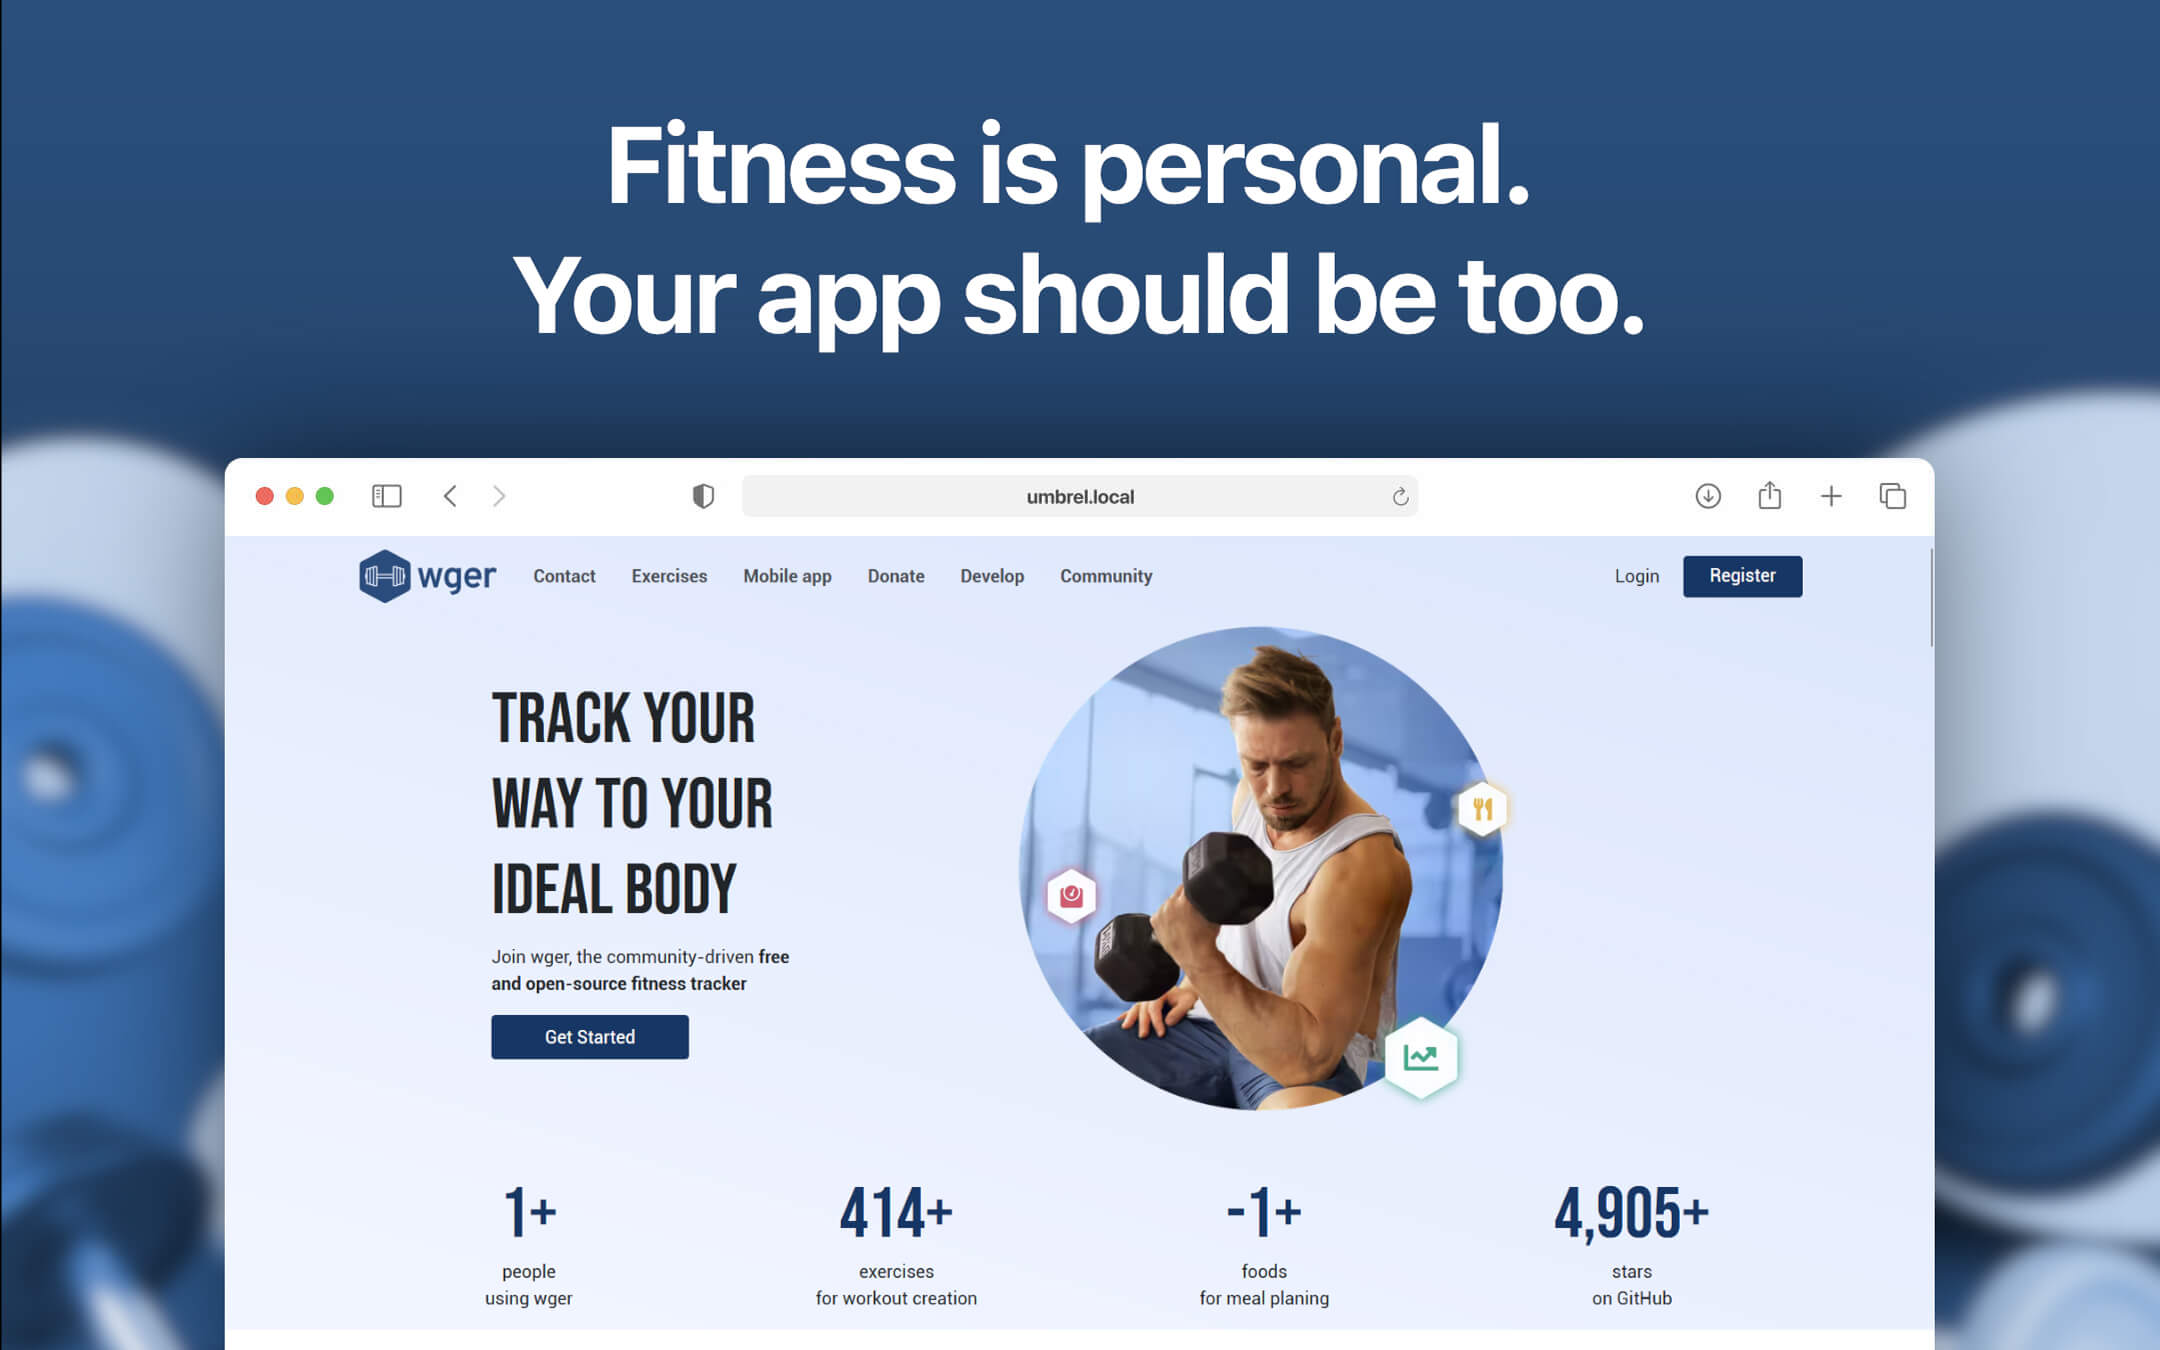 Fitness is personal.
Your app should be too.
umbrel.local
wger
Contact
Exercises
Mobile app
Donate
Develop
Community
Login
Register
TRACK YOUR
WAY TO YOUR
IDEAL BODY
Join wger, the community-driven free
and open-source fitness tracker
Get Started
1+
people
using wger
414+
exercises
for workout creation
-1+
foods
for meal planing
4,905+
stars
on GitHub